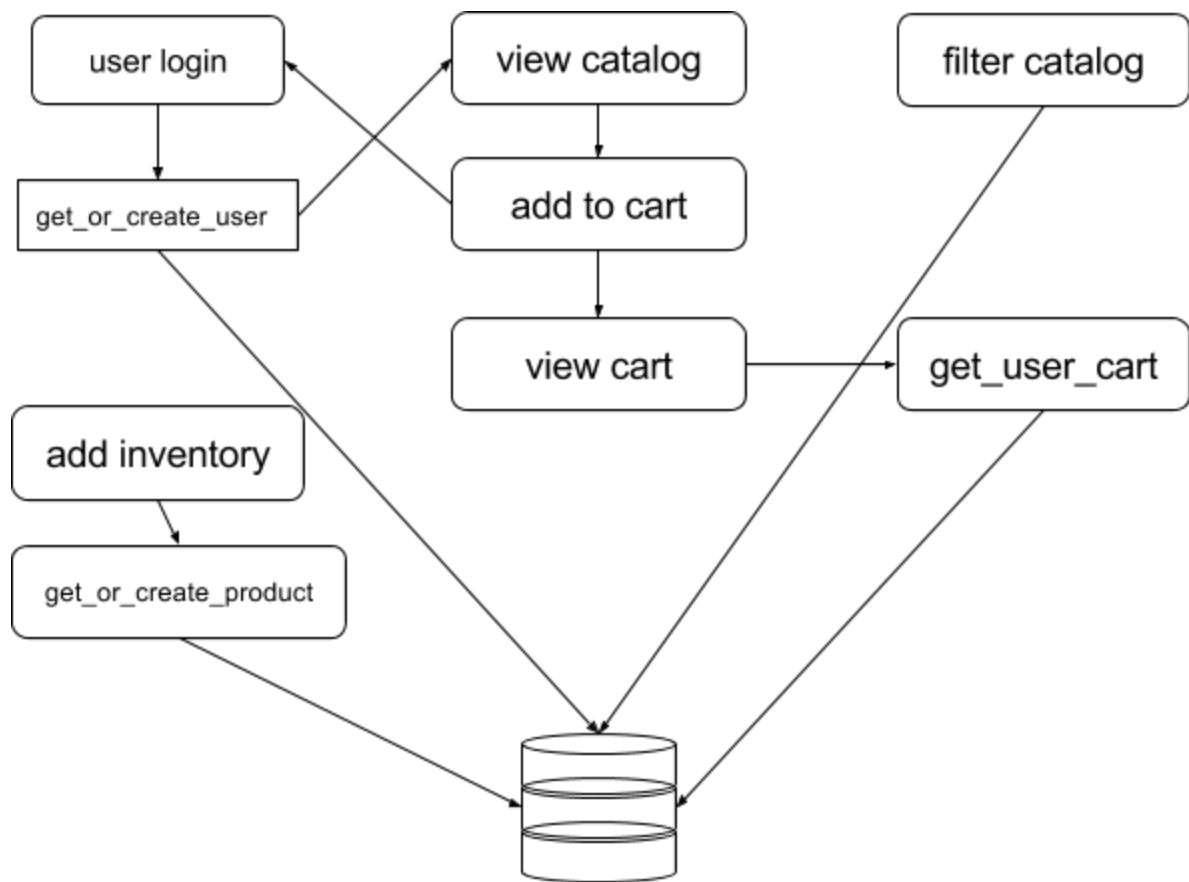 user login
view catalog
filter catalog
get_or_create_user
add to cart
view cart
get_user_cart
add inventory
get_or_create_product